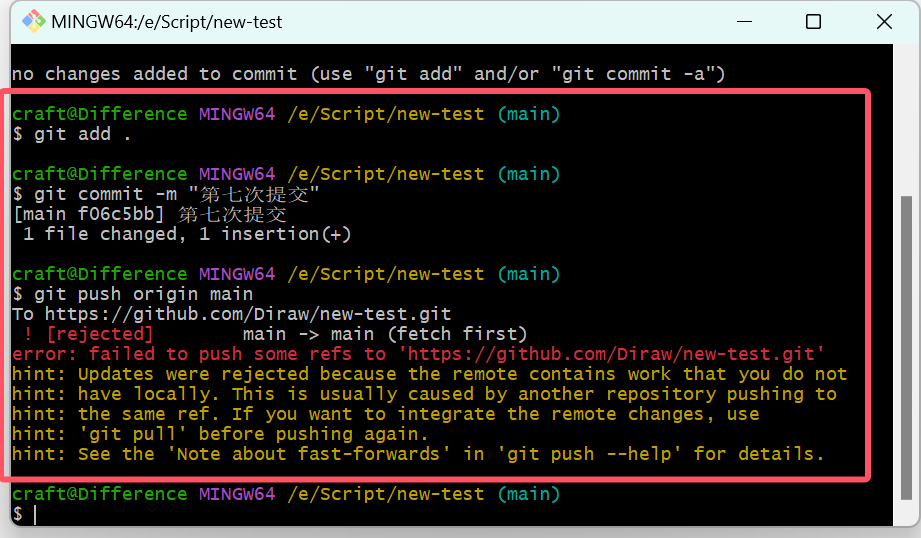 MINGW64:/e/Script/new-test
no changes added to commit (use "git add" and/or "git commit -a")
craft@Difference MINGW64 /e/Script/new-test (main)
$ git add .
craft@Difference MINGW64 /e/Script/new-test (main)
$ git commit -m "第七次提交"
[main f06c5bb] 第七次提交
 1 file changed, 1 insertion(+)
craft@Difference MINGW64 /e/Script/new-test (main)
$ git push origin main
To https://github.com/Diraw/new-test.git
 ! [rejected]        main -> main (fetch first)
error: failed to push some refs to 'https://github.com/Diraw/new-test.git'
hint: Updates were rejected because the remote contains work that you do not
hint: have locally. This is usually caused by another repository pushing to
hint: the same ref. If you want to integrate the remote changes, use
hint: 'git pull' before pushing again.
hint: See the 'Note about fast-forwards' in 'git push --help' for details.
craft@Difference MINGW64 /e/Script/new-test (main)
$